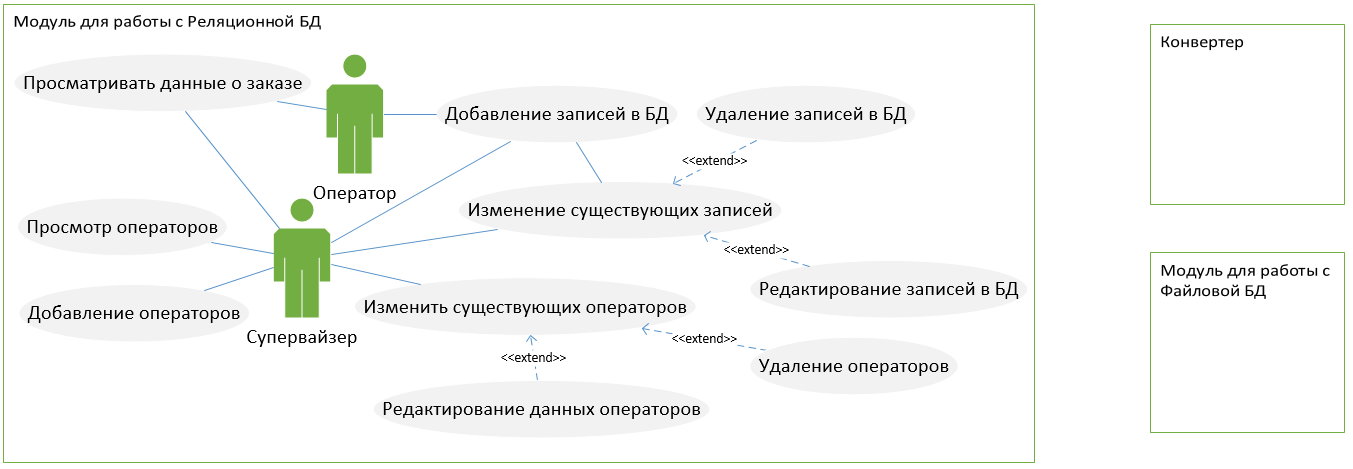 Модуль для работы с Реляционной БД
Просматривать данные о заказе
Оператор
Добавление записей в БД
Удаление записей в БД
<<extend>>
Изменение существующих записей
<<extend>>
Редактирование записей в БД
Просмотр операторов
Добавление операторов
Супервайзер
Изменить существующих операторов
<<extend>>
<<extend>>
Удаление операторов
Редактирование данных операторов
Конвертер
Модуль для работы с
Файловой БД